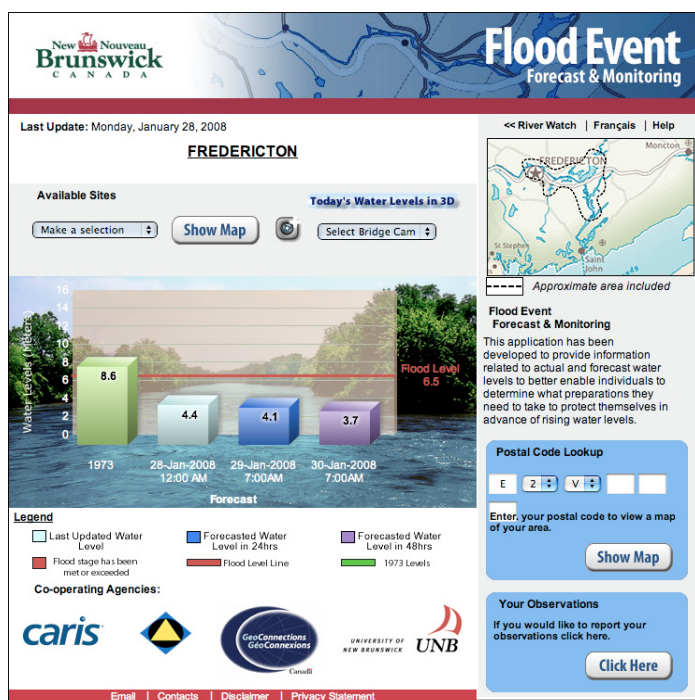 New Nouveau
Brunswick
CANADA
Flood Event
Forecast & Monitoring
Last Update: Monday, January 28, 2008
<< River Watch | Français | Help
FREDERICTON
Available Sites
Today's Water Levels in 3D
Make a selection
Show Map
Select Bridge Cam
FREDERICTON
Moncton
St Stephen
Saint
John
Approximate area included
Flood Event
Forecast & Monitoring
This application has been
developed to provide information
related to actual and forecast water
levels to better enable individuals to
determine what preparations they
need to take to protect themselves in
advance of rising water levels.
Water Levels (Meters)
16
14
12
10
8
6
4
2
0
8.6
4.4
4.1
3.7
Flood Level
6.5
1973
28-Jan-2008
12:00 AM
29-Jan-2008
7:00AM
30-Jan-2008
7:00AM
Forecast
Postal Code Lookup
E 2 V
Enter your postal code to view a map
of your area.
Show Map
Legend
Last Updated Water
Level
Forecasted Water
Level in 24hrs
Forecasted Water
Level in 48hrs
Flood stage has been
met or exceeded
Flood Level Line
1973 Levels
Co-operating Agencies:
caris
GeoConnections
GéoConnexions
Canada
UNIVERSITY OF
NEW BRUNSWICK
UNB
Your Observations
If you would like to report your
observations click here.
Click Here
Email | Contacts | Disclaimer | Privacy Statement